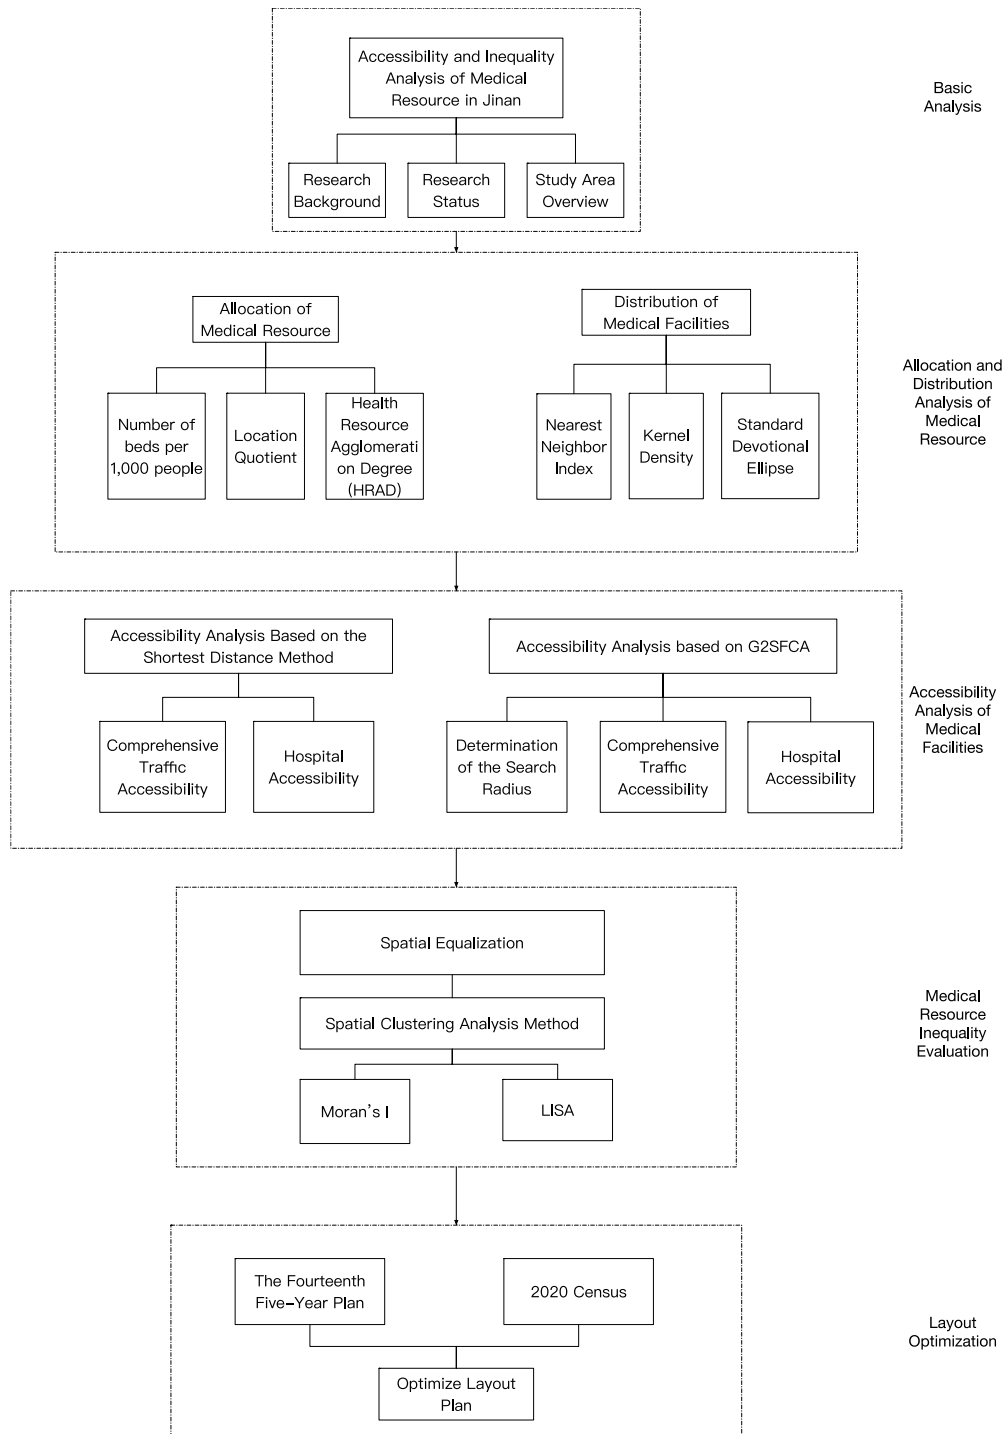 Accessibility and Inequality
Analysis of Medical
Resource in Jinan
Basic
Analysis
Research
Background
Research
Status
Study Area
Overview
Allocation of
Medical Resource
Distribution of
Medical Facilities
Number of
beds per
1,000 people
Location
Quotient
Health
Resource
Agglomerati
on Degree
(HRAD)
Nearest
Neighbor
Index
Kernel
Density
Standard
Devotional
Ellipse
Allocation and
Distribution
Analysis of
Medical
Resource
Accessibility Analysis Based on the
Shortest Distance Method
Accessibility Analysis based on G2SFCA
Comprehensive
Traffic
Accessibility
Hospital
Accessibility
Determination
of the Search
Radius
Comprehensive
Traffic
Accessibility
Hospital
Accessibility
Accessibility
Analysis of
Medical
Facilities
Spatial Equalization
Spatial Clustering Analysis Method
Moran's I
LISA
Medical
Resource
Inequality
Evaluation
The Fourteenth
Five-Year Plan
2020 Census
Optimize Layout
Plan
Layout
Optimization